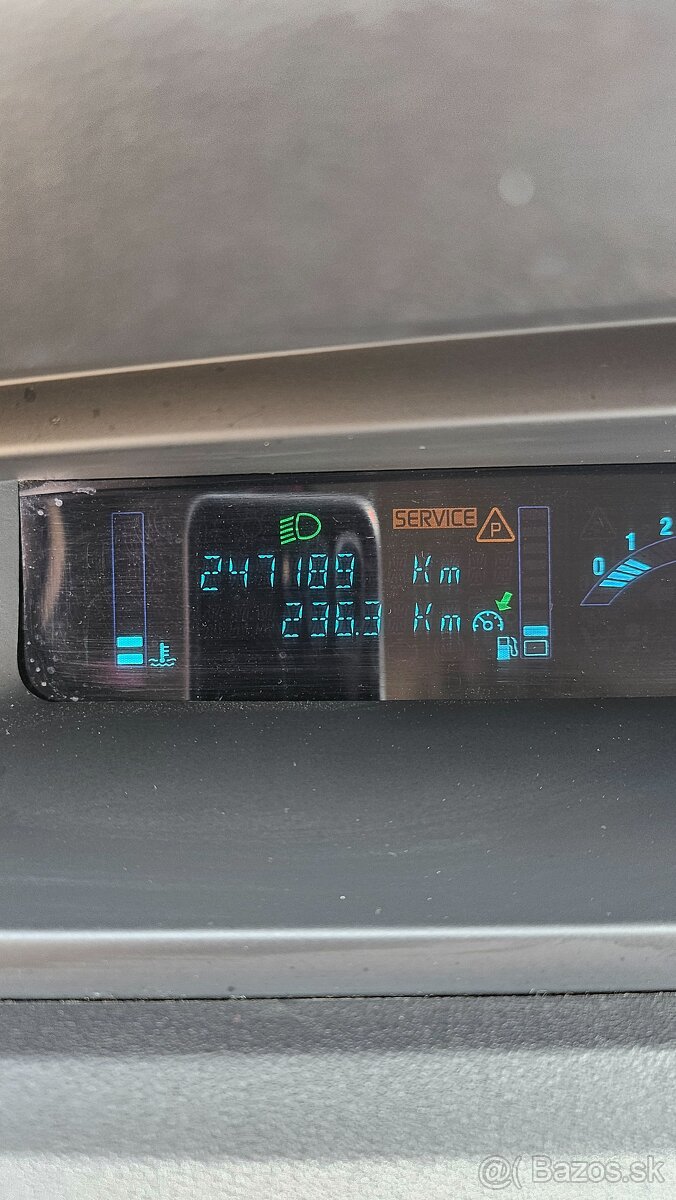 SERVICE P
247189 Km
236.3 Km
0 1 2
@( Bazos.sk